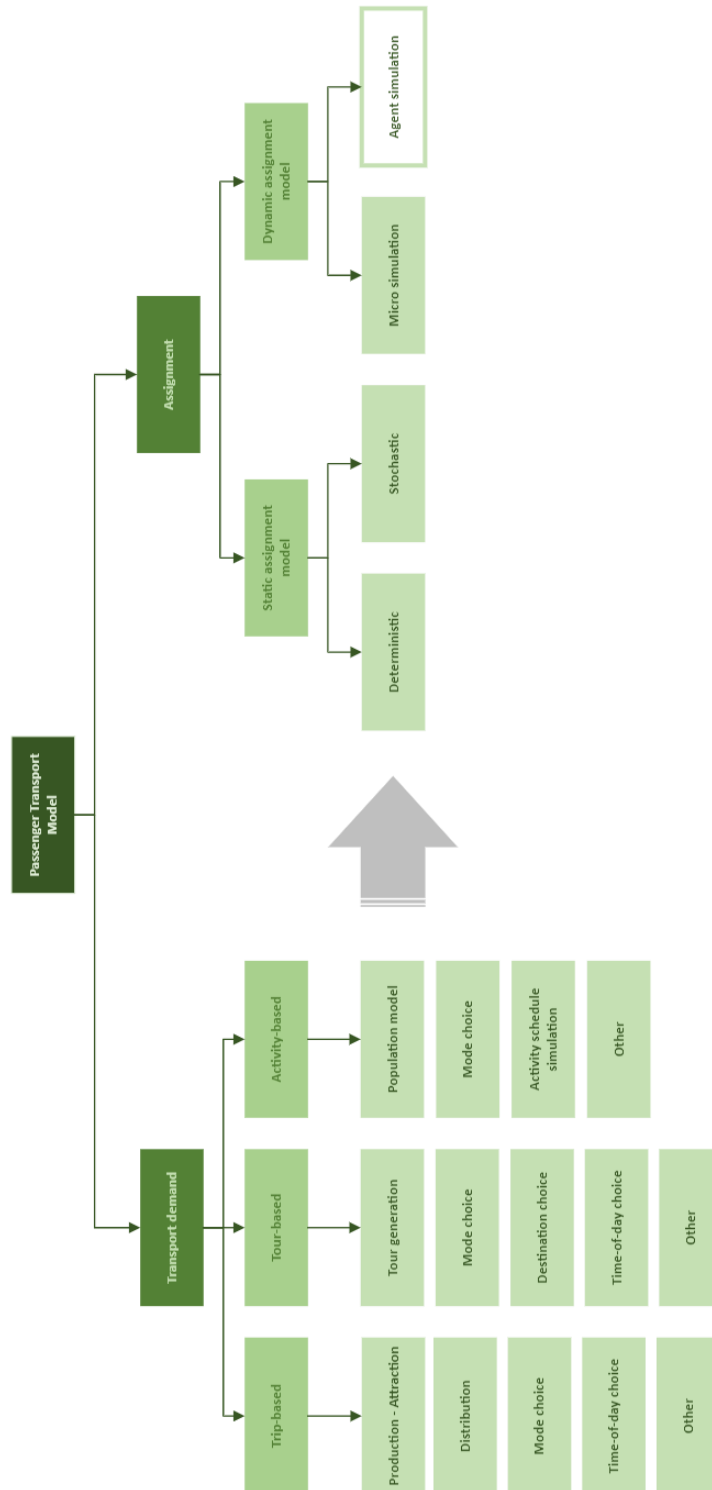 Passenger Transport
Model
Transport demand
Assignment
Trip-based
Tour-based
Activity-based
Static assignment
model
Dynamic assignment
model
Production - Attraction
Distribution
Mode choice
Time-of-day choice
Other
Tour generation
Mode choice
Destination choice
Time-of-day choice
Other
Population model
Mode choice
Activity schedule
simulation
Other
Deterministic
Stochastic
Micro simulation
Agent simulation